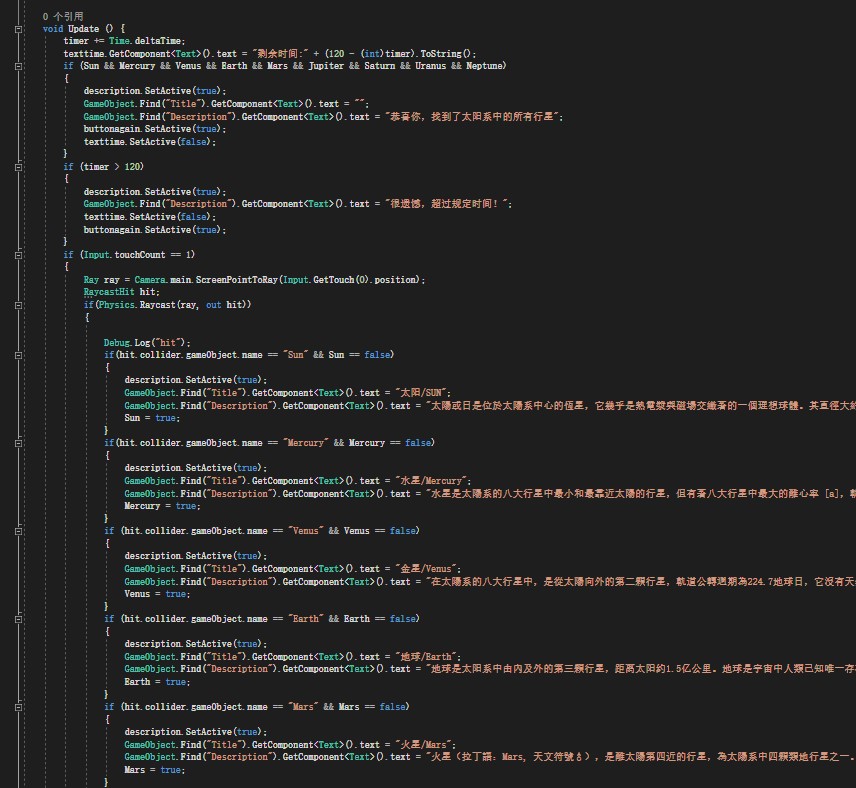 0 个引用
void Update () {
timer += Time.deltaTime;
texttime.GetComponent<Text>().text = "剩余时间:" + (120 - (int)timer).ToString();
if (Sun && Mercury && Venus && Earth && Mars && Jupiter && Saturn && Uranus && Neptune)
{
description.SetActive(true);
GameObject.Find("Title").GetComponent<Text>().text = "";
GameObject.Find("Description").GetComponent<Text>().text = "恭喜你, 找到了太阳系中的所有行星";
buttonagain.SetActive(true);
texttime.SetActive(false);
}
if (timer > 120)
{
description.SetActive(true);
GameObject.Find("Description").GetComponent<Text>().text = "很遗憾, 超过规定时间! ";
texttime.SetActive(false);
buttonagain.SetActive(true);
}
if (Input.touchCount == 1)
{
Ray ray = Camera.main.ScreenPointToRay(Input.GetTouch(0).position);
RaycastHit hit;
if(Physics.Raycast(ray, out hit))
{
Debug.Log("hit");
if(hit.collider.gameObject.name == "Sun" && Sun == false)
{
description.SetActive(true);
GameObject.Find("Title").GetComponent<Text>().text = "太阳/SUN";
GameObject.Find("Description").GetComponent<Text>().text = "太陽或日是位於太陽系中心的恆星, 它幾乎是熱電漿與磁場交織著的一個理想球體。其直徑大約
Sun = true;
}
if(hit.collider.gameObject.name == "Mercury" && Mercury == false)
{
description.SetActive(true);
GameObject.Find("Title").GetComponent<Text>().text = "水星/Mercury";
GameObject.Find("Description").GetComponent<Text>().text = "水星是太陽系的八大行星中最小和最靠近太陽的行星, 但有著八大行星中最大的離心率 [a], 軌
Mercury = true;
}
if (hit.collider.gameObject.name == "Venus" && Venus == false)
{
description.SetActive(true);
GameObject.Find("Title").GetComponent<Text>().text = "金星/Venus";
GameObject.Find("Description").GetComponent<Text>().text = "在太陽系的八大行星中, 是從太陽向外的第二顆行星, 軌道公轉週期為224.7地球日, 它沒有天
Venus = true;
}
if (hit.collider.gameObject.name == "Earth" && Earth == false)
{
description.SetActive(true);
GameObject.Find("Title").GetComponent<Text>().text = "地球/Earth";
GameObject.Find("Description").GetComponent<Text>().text = "地球是太陽系中由內及外的第三顆行星, 距离太阳約1.5亿公里。地球是宇宙中人類已知唯一存
Earth = true;
}
if (hit.collider.gameObject.name == "Mars" && Mars == false)
{
description.SetActive(true);
GameObject.Find("Title").GetComponent<Text>().text = "火星/Mars";
GameObject.Find("Description").GetComponent<Text>().text = "火星 (拉丁語: Mars, 天文符號♂), 是離太陽第四近的行星, 為太陽系中四顆類地行星之一。
Mars = true;
}